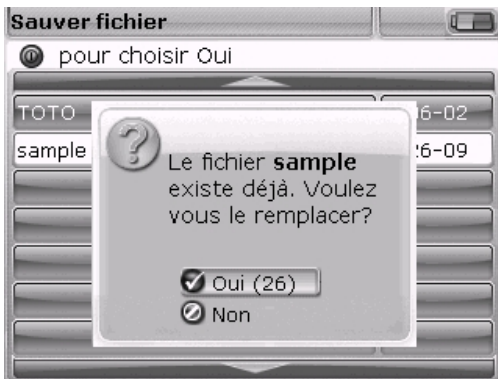 Sauver fichier
pour choisir Oui
TOTO
6-02
sample
26-09
Le fichier sample
existe déjà. Voulez
vous le remplacer?
Oui (26)
Non